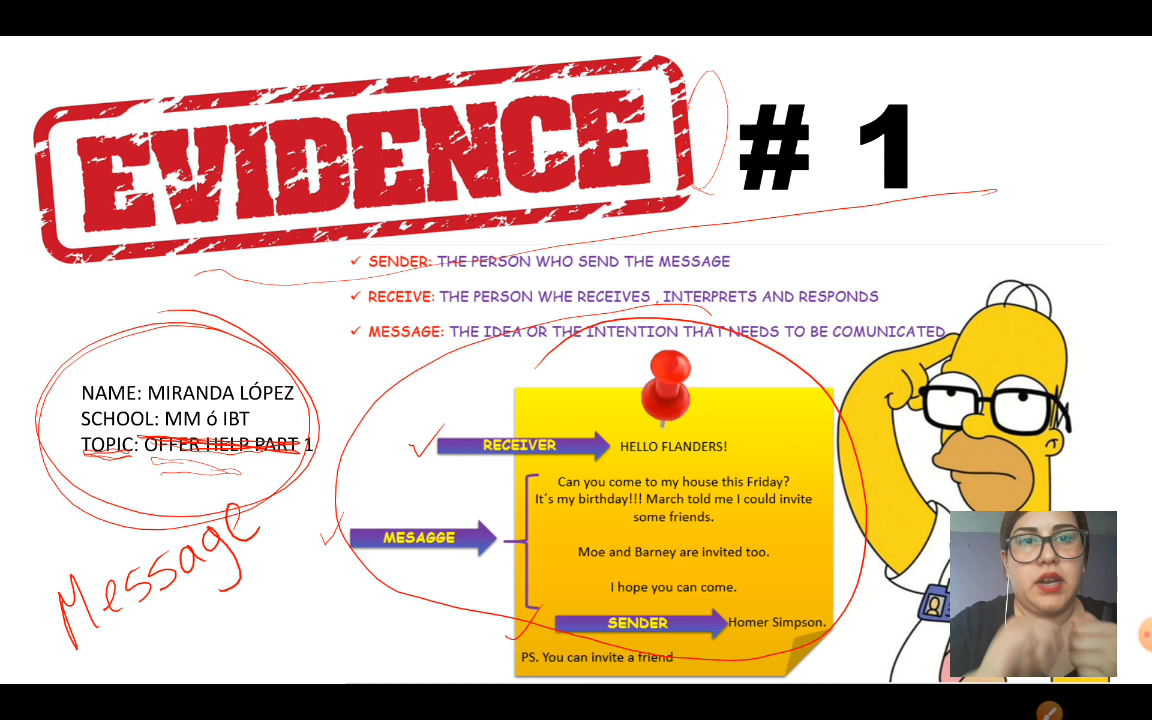 EVIDENCE # 1
✓ SENDER: THE PERSON WHO SEND THE MESSAGE
✓ RECEIVE: THE PERSON WHE RECEIVES , INTERPRETS AND RESPONDS
✓ MESSAGE: THE IDEA OR THE INTENTION THAT NEEDS TO BE COMUNICATED
NAME: MIRANDA LÓPEZ
SCHOOL: MM ó IBT
TOPIC: OFFER HELP PART 1
Message
RECEIVER
HELLO FLANDERS!
Can you come to my house this Friday?
It´s my birthday!!! March told me I could invite
some friends.
MESAGGE
Moe and Barney are invited too.
I hope you can come.
SENDER
Homer Simpson.
PS. You can invite a friend